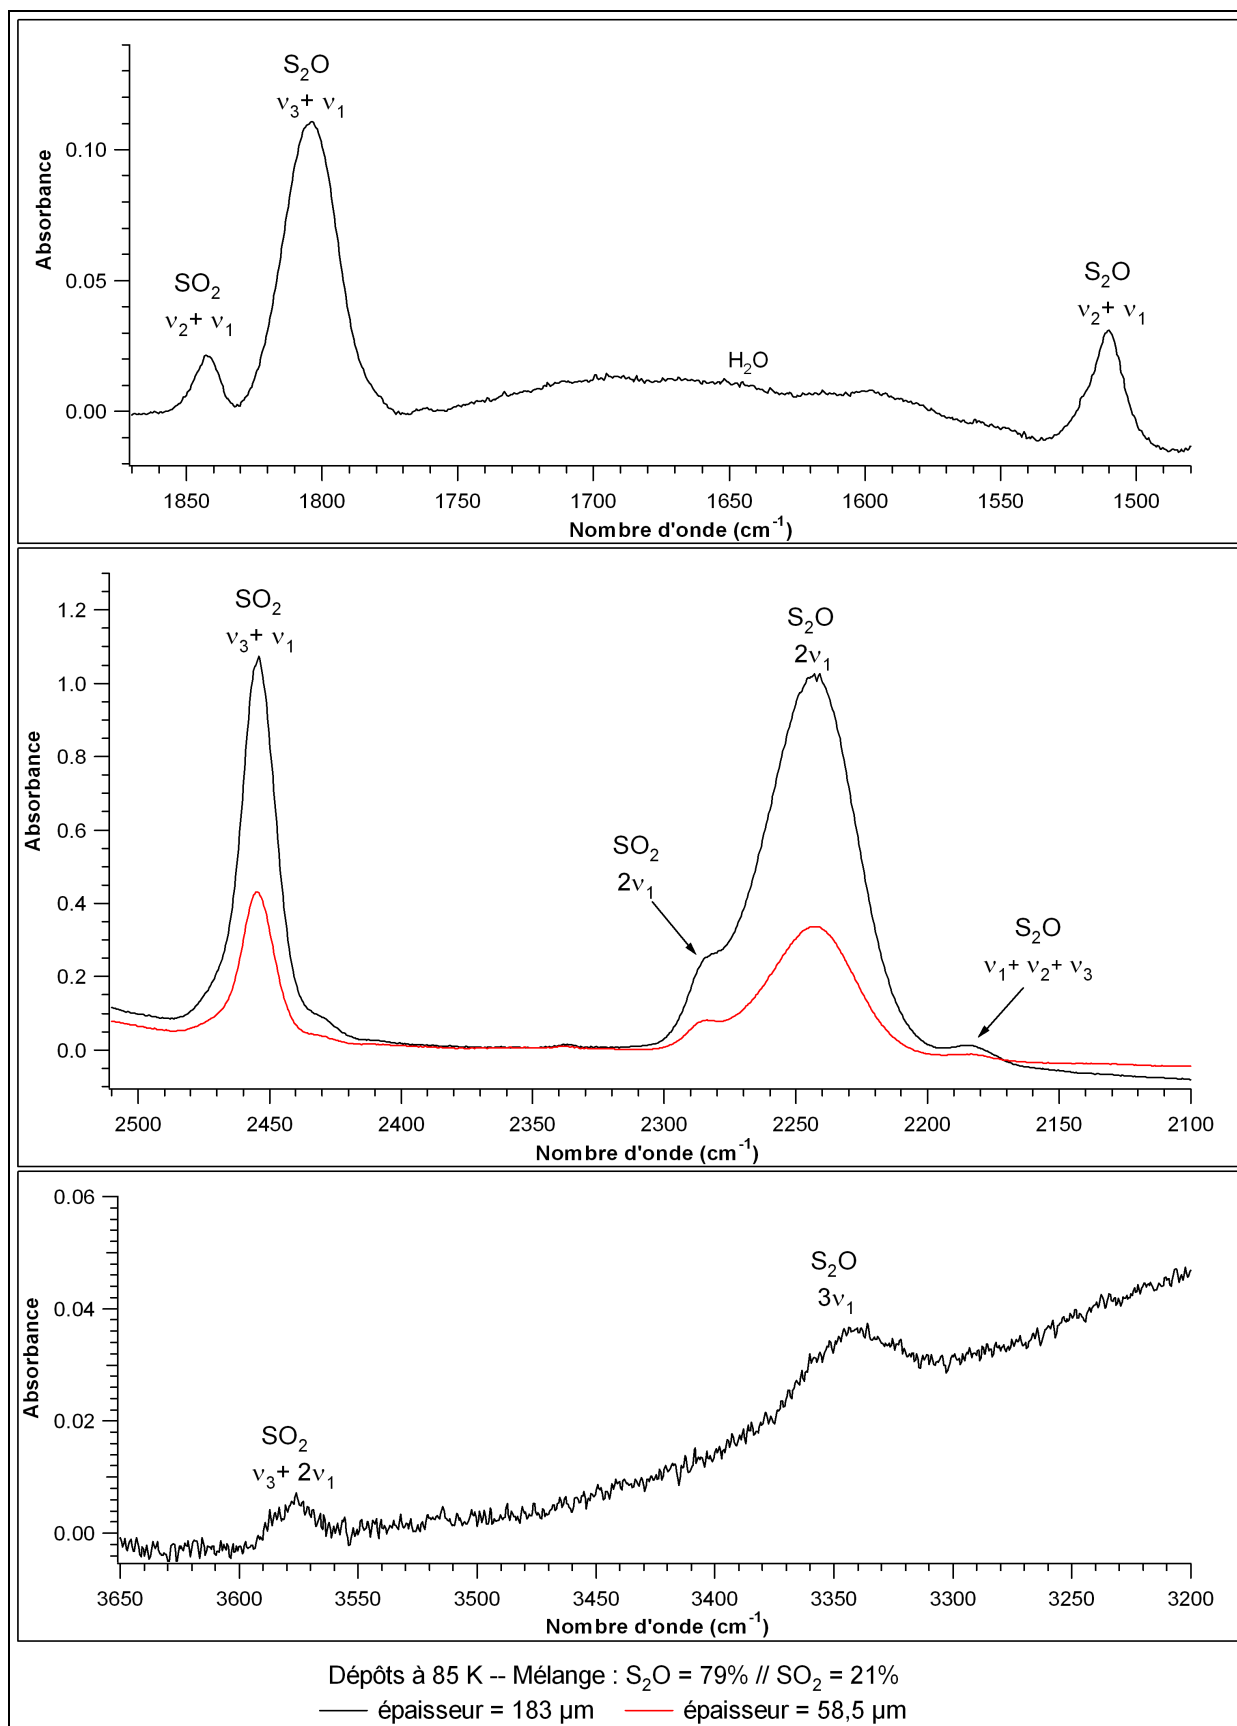 S₂O
ν₃+ ν₁
SO₂
ν₂+ ν₁
S₂O
ν₂+ ν₁
H₂O
Absorbance
0.10
0.05
0.00
1850 1800 1750 1700 1650 1600 1550 1500
Nombre d'onde (cm⁻¹)
SO₂
ν₃+ ν₁
S₂O
2ν₁
SO₂
2ν₁
S₂O
ν₁+ ν₂+ ν₃
Absorbance
1.2
1.0
0.8
0.6
0.4
0.2
0.0
2500 2450 2400 2350 2300 2250 2200 2150 2100
Nombre d'onde (cm⁻¹)
S₂O
3ν₁
SO₂
ν₃+ 2ν₁
Absorbance
0.06
0.04
0.02
0.00
3650 3600 3550 3500 3450 3400 3350 3300 3250 3200
Nombre d'onde (cm⁻¹)
Dépôts à 85 K -- Mélange : S₂O = 79% // SO₂ = 21%
épaisseur = 183 µm épaisseur = 58,5 µm